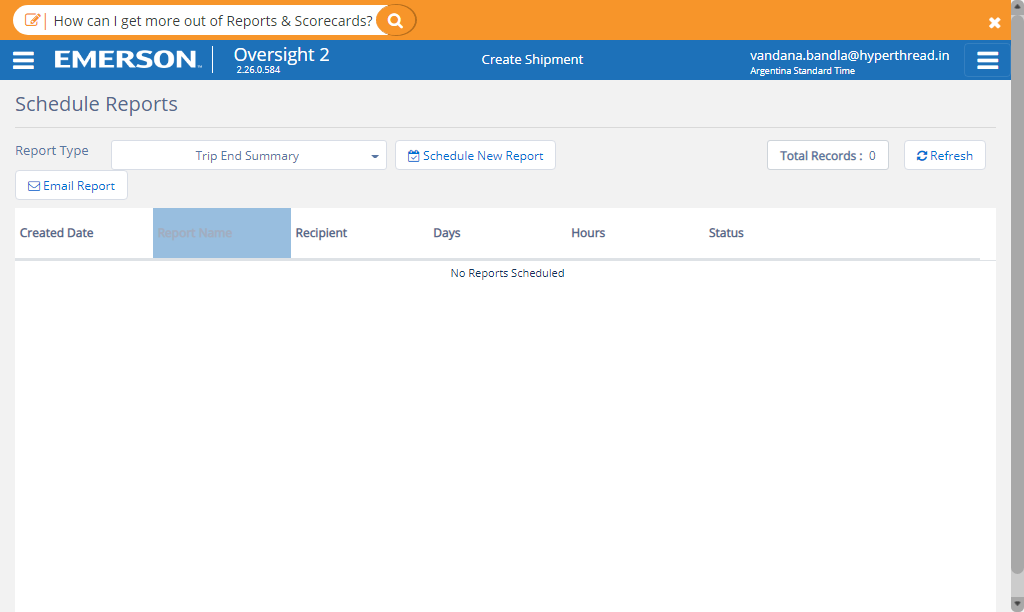 How can I get more out of Reports & Scorecards?
EMERSON
Oversight 2
2.26.0.584
Create Shipment
vandana.bandla@hyperthread.in
Argentina Standard Time
Schedule Reports
Report Type
Trip End Summary
Schedule New Report
Total Records : 0
Refresh
Email Report
Created Date Report Name Recipient Days Hours Status
No Reports Scheduled